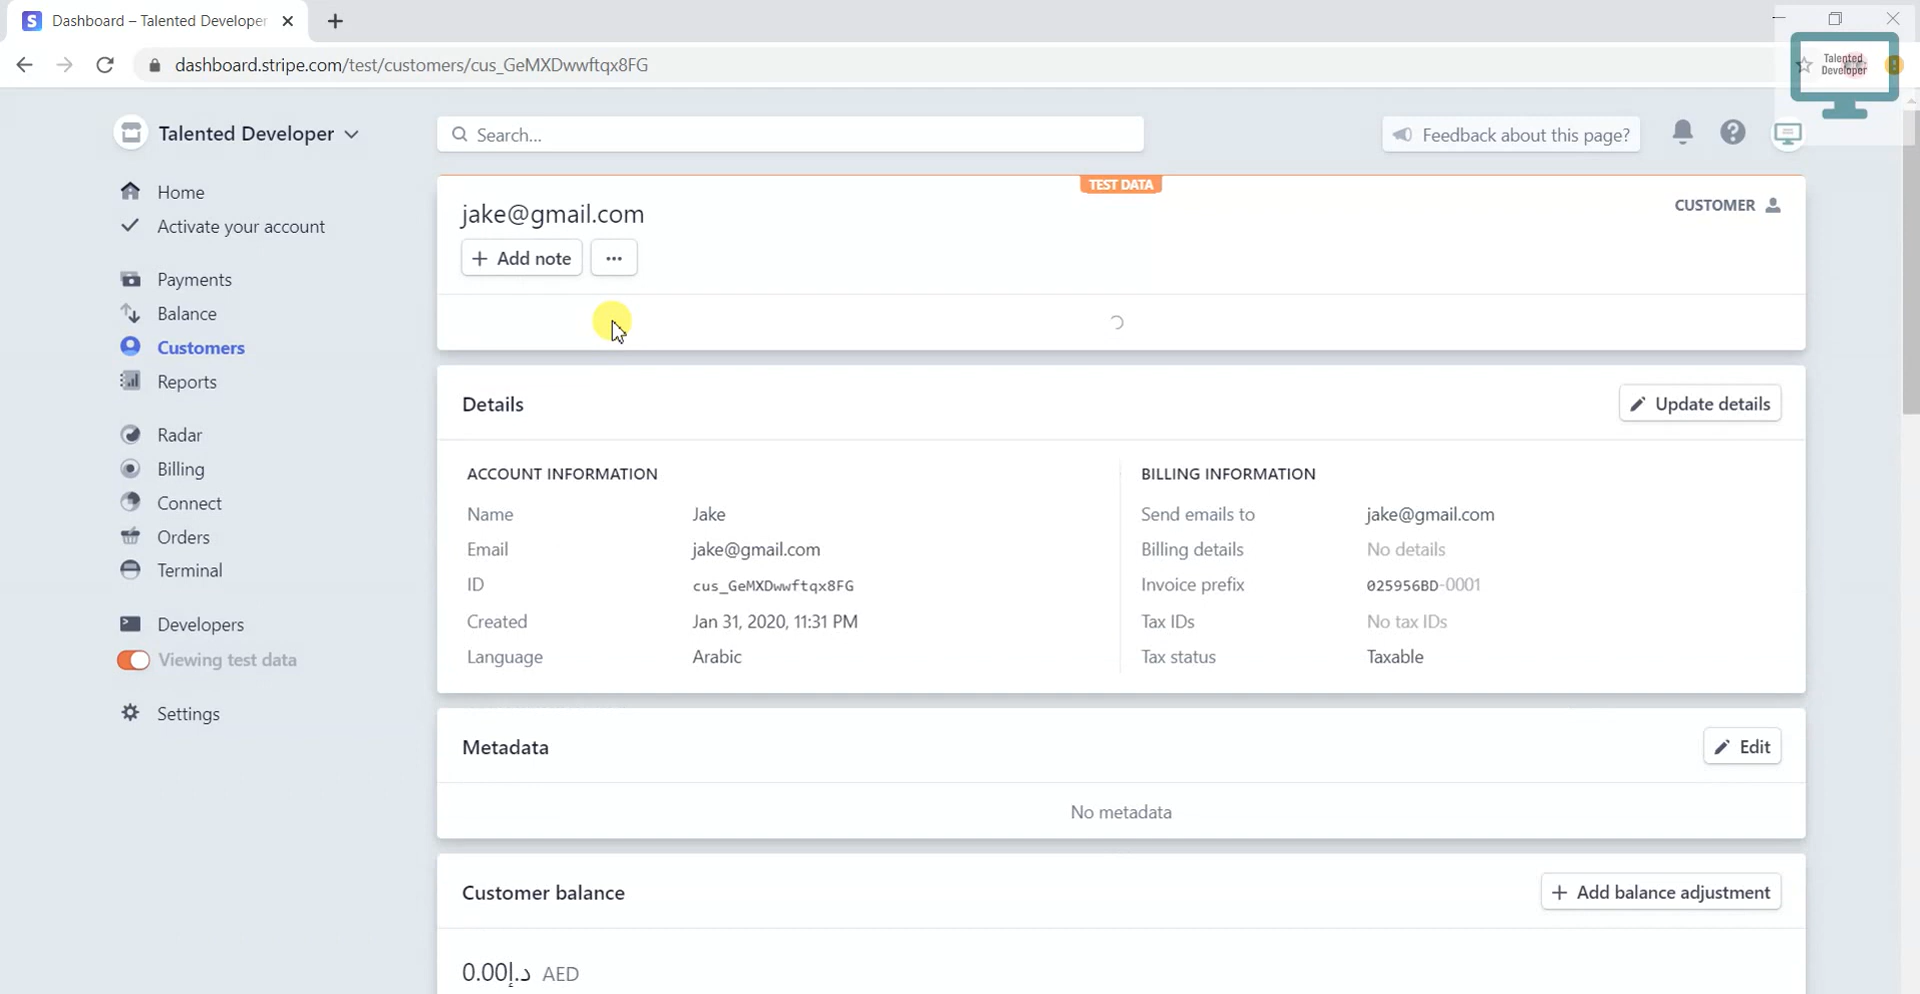 Dashboard – Talented Developer
dashboard.stripe.com/test/customers/cus_GeMXDwwftqx8FG
Talented
Developer
Talented Developer
Search...
Feedback about this page?
Home
Activate your account
Payments
Balance
Customers
Reports
Radar
Billing
Connect
Orders
Terminal
Developers
Viewing test data
Settings
TEST DATA
jake@gmail.com
CUSTOMER
Add note
Details
Update details
ACCOUNT INFORMATION
Name Jake
Email jake@gmail.com
ID cus_GeMXDwwftqx8FG
Created Jan 31, 2020, 11:31 PM
Language Arabic
BILLING INFORMATION
Send emails to jake@gmail.com
Billing details No details
Invoice prefix 025956BD-0001
Tax IDs No tax IDs
Tax status Taxable
Metadata
Edit
No metadata
Customer balance
Add balance adjustment
0.00د.إ AED